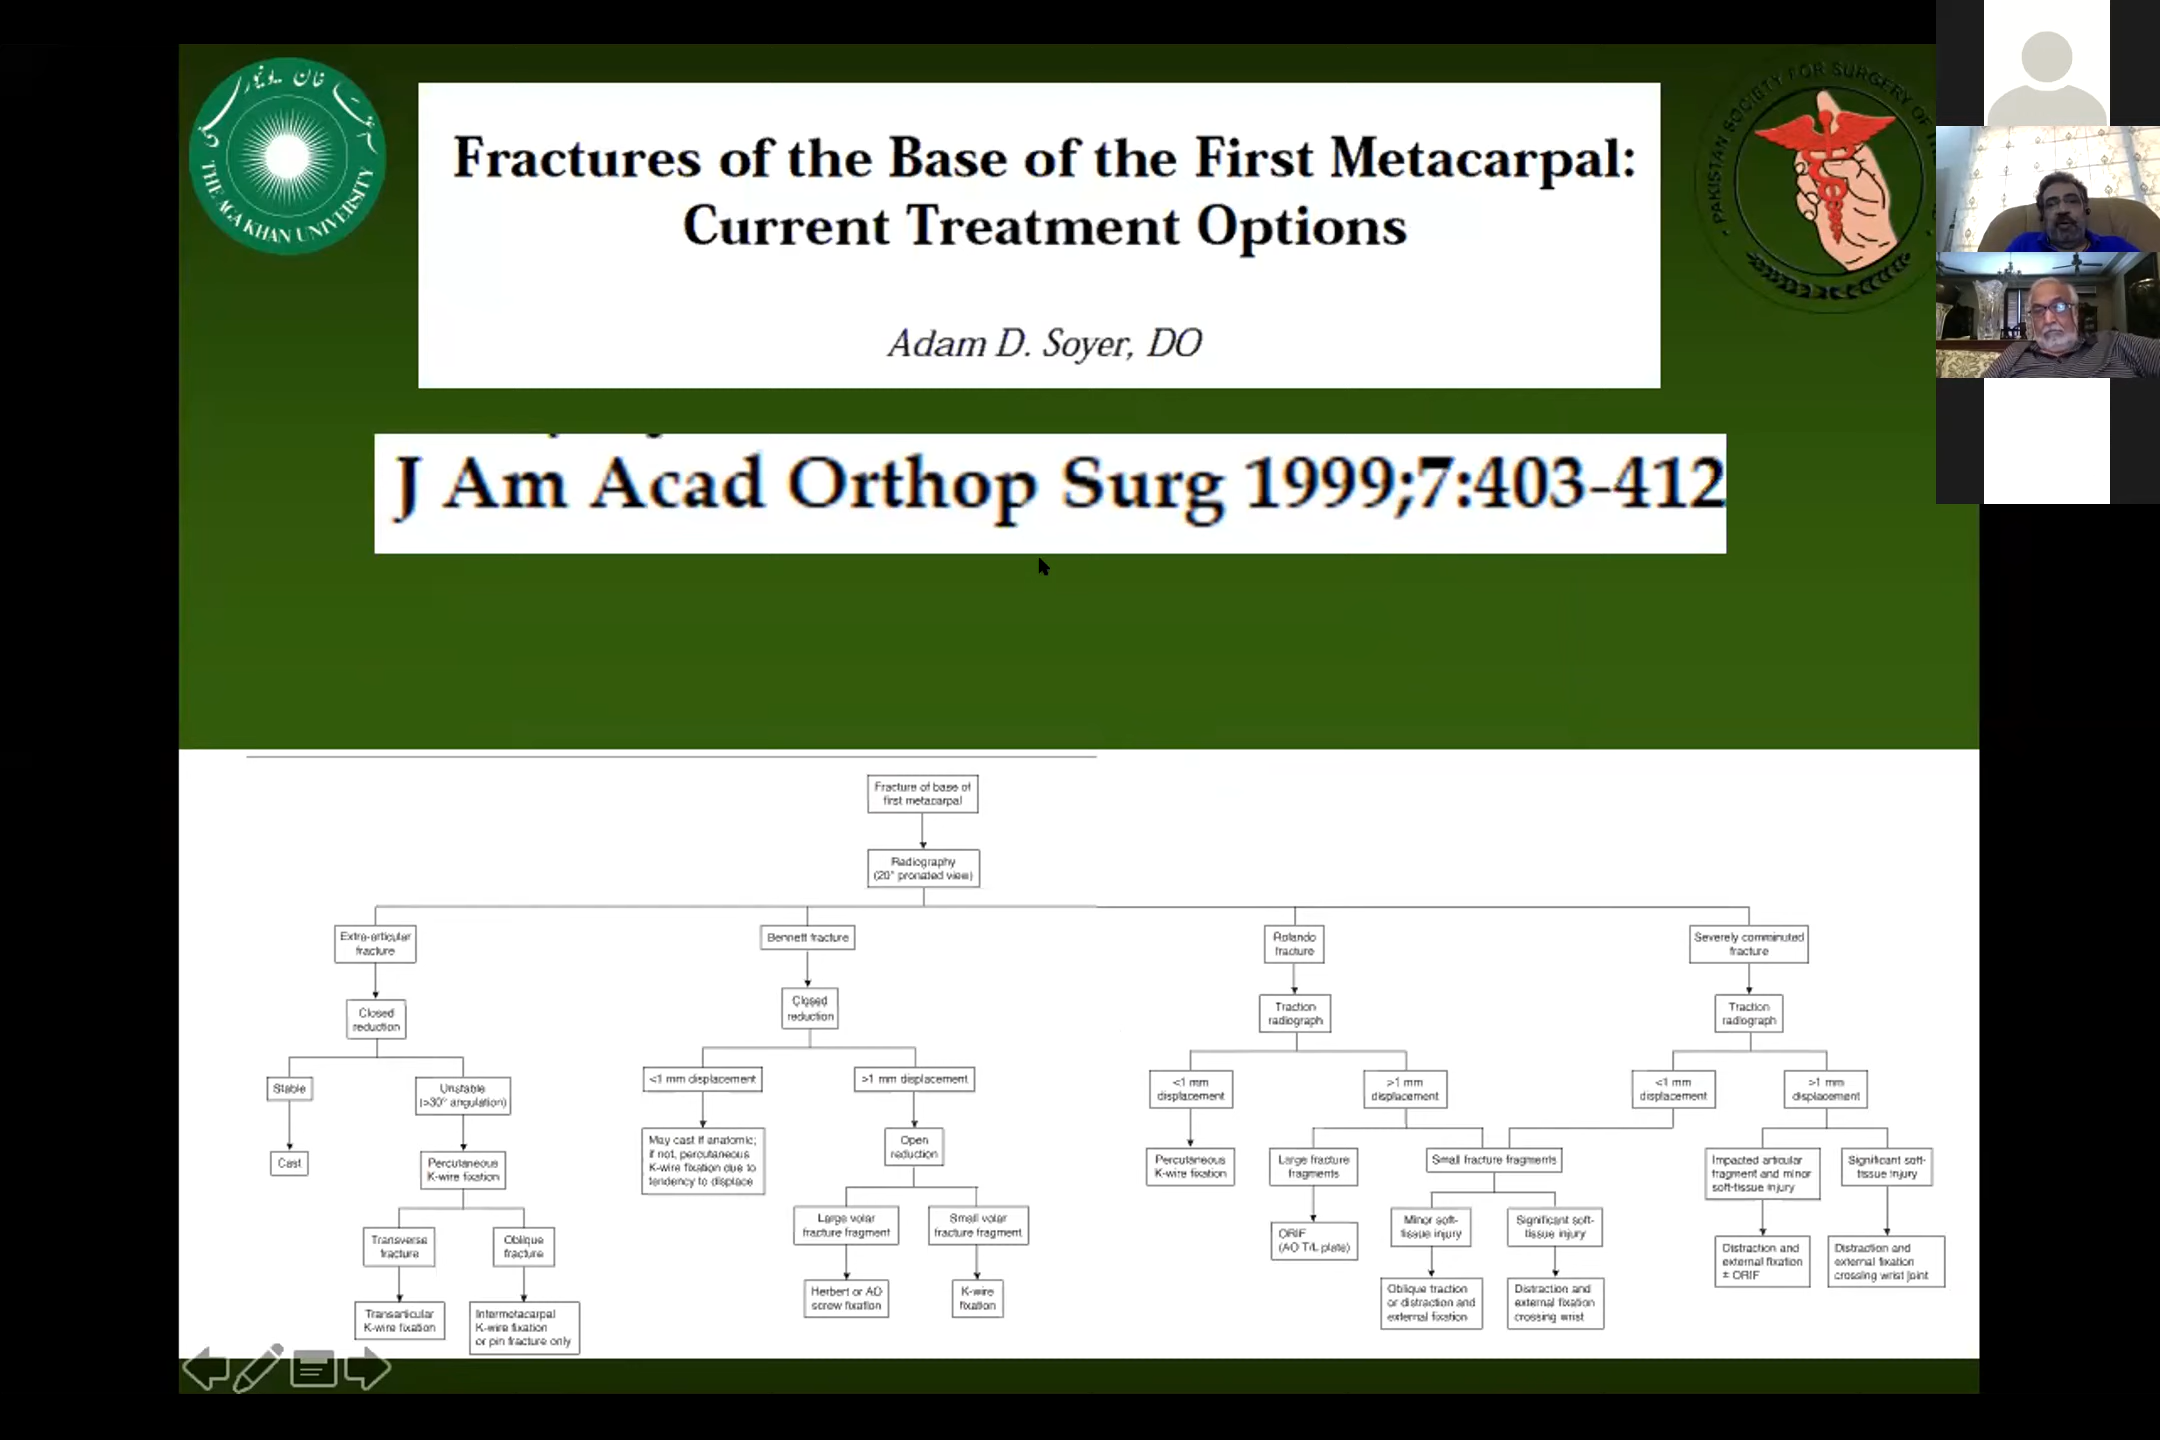 THE AGA KHAN UNIVERSITY
PAKISTAN SOCIETY FOR SURGERY OF
Fractures of the Base of the First Metacarpal:
Current Treatment Options
Adam D. Soyer, DO
J Am Acad Orthop Surg 1999;7:403-412
Fracture of base of
first metacarpal
Radiography
(20° pronated view)
Extra-articular
fracture
Closed
reduction
Stable
Cast
Unstable
(>30° angulation)
Percutaneous
K-wire fixation
Transverse
fracture
Transarticular
K-wire fixation
Oblique
fracture
Intermetacarpal
K-wire fixation
or pin fracture only
Bennett fracture
Closed
reduction
<1 mm displacement
May cast if anatomic;
if not, percutaneous
K-wire fixation due to
tendency to displace
>1 mm displacement
Open
reduction
Large volar
fracture fragment
Herbert or AO
screw fixation
Small volar
fracture fragment
K-wire
fixation
Rolando
fracture
Traction
radiograph
<1 mm
displacement
Percutaneous
K-wire fixation
>1 mm
displacement
Large fracture
fragments
ORIF
(AO T/L plate)
Small fracture fragments
Minor soft-
tissue injury
Oblique traction
or distraction and
external fixation
Significant soft-
tissue injury
Distraction and
external fixation
crossing wrist
Severely comminuted
fracture
Traction
radiograph
<1 mm
displacement
>1 mm
displacement
Impacted articular
fragment and minor
soft-tissue injury
Distraction and
external fixation
± ORIF
Significant soft-
tissue injury
Distraction and
external fixation
crossing wrist joint